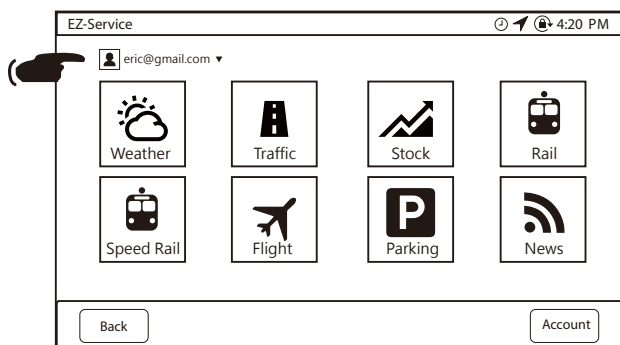 EZ-Service 4:20 PM
eric@gmail.com
Weather Traffic Stock Rail
Speed Rail Flight P Parking News
Back Account